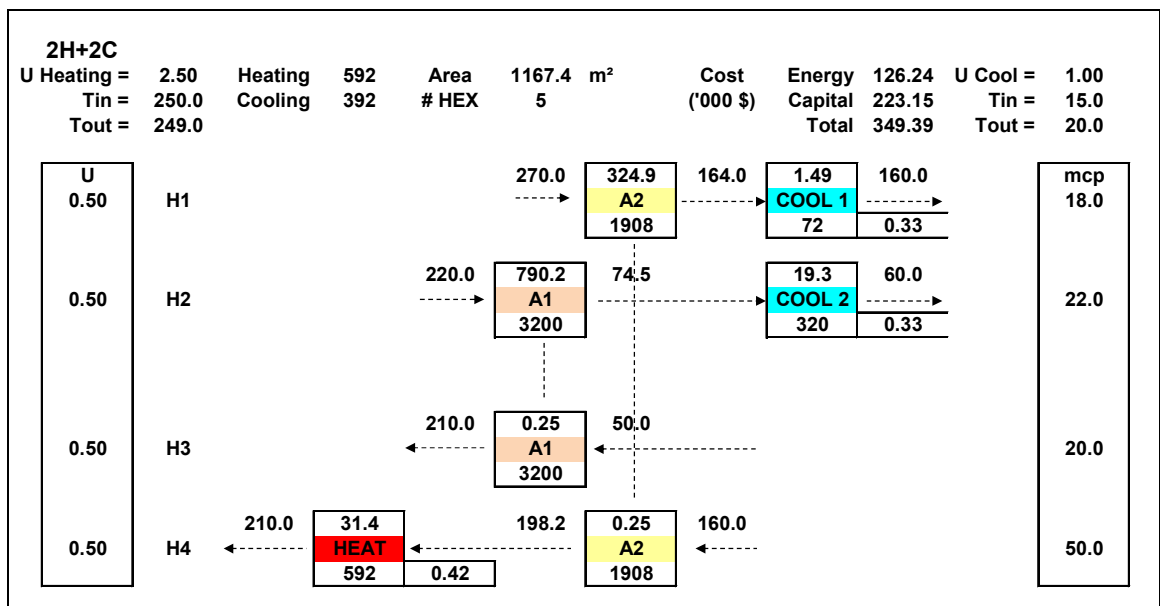 2H+2C
U Heating = 2.50 Heating 592 Area 1167.4 m² Cost Energy 126.24 U Cool = 1.00
Tin = 250.0 Cooling 392 # HEX 5 ('000 $) Capital 223.15 Tin = 15.0
Tout = 249.0 Total 349.39 Tout = 20.0
U 270.0 324.9 164.0 1.49 160.0 mcp
0.50 H1 A2 COOL 1 18.0
1908 72 0.33
220.0 790.2 74.5 19.3 60.0
0.50 H2 A1 COOL 2 22.0
3200 320 0.33
210.0 0.25 50.0
0.50 H3 A1 20.0
3200
210.0 31.4 198.2 0.25 160.0
0.50 H4 HEAT A2 50.0
592 0.42 1908